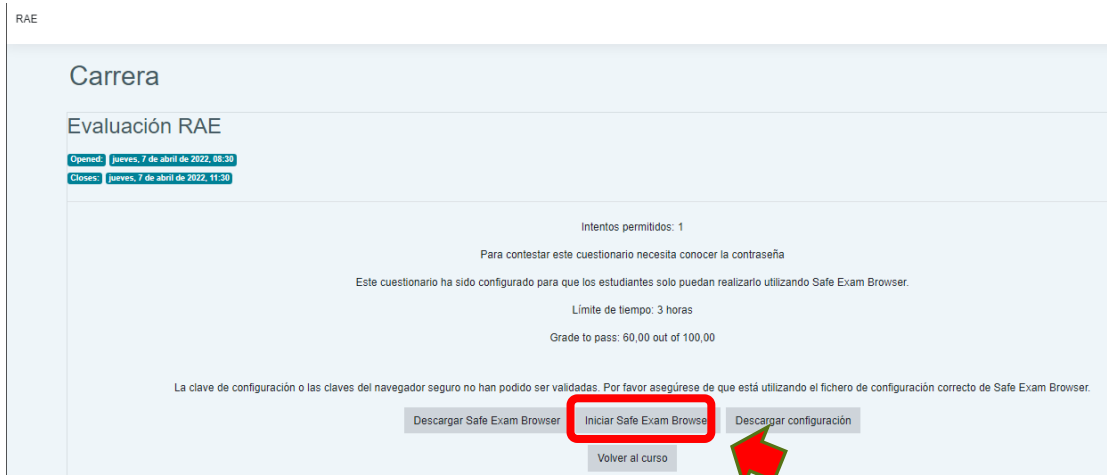 RAE
Carrera
Evaluación RAE
Opened: jueves, 7 de abril de 2022, 08:30
Closes: jueves, 7 de abril de 2022, 11:30
Intentos permitidos: 1
Para contestar este cuestionario necesita conocer la contraseña
Este cuestionario ha sido configurado para que los estudiantes solo puedan realizarlo utilizando Safe Exam Browser.
Límite de tiempo: 3 horas
Grade to pass: 60,00 out of 100,00
La clave de configuración o las claves del navegador seguro no han podido ser validadas. Por favor asegúrese de que está utilizando el fichero de configuración correcto de Safe Exam Browser.
Descargar Safe Exam Browser Iniciar Safe Exam Browser Descargar configuración
Volver al curso